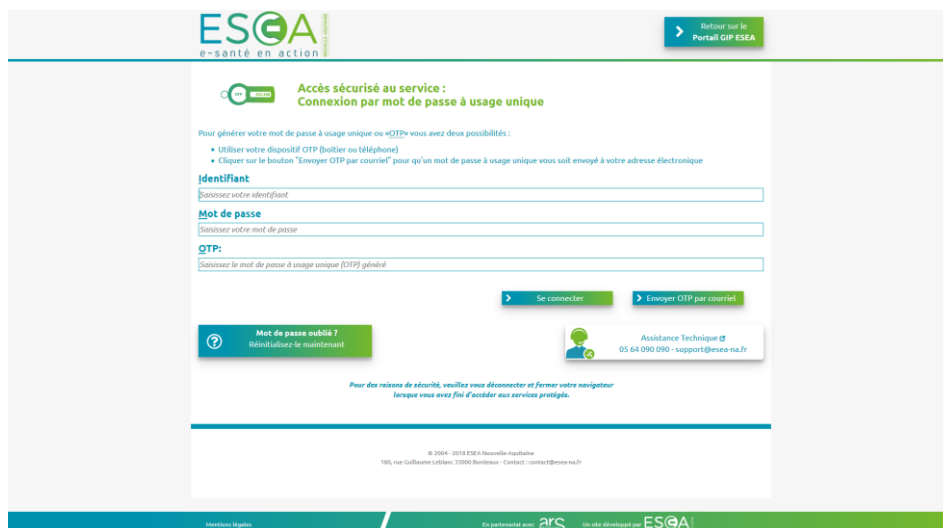 ESEA
NOUVELLE-AQUITAINE
e-santé en action
Retour sur le
Portail GIP ESEA
OTP
Accès sécurisé au service :
Connexion par mot de passe à usage unique
Pour générer votre mot de passe à usage unique ou «OTP» vous avez deux possibilités :
• Utiliser votre dispositif OTP (boîtier ou téléphone)
• Cliquer sur le bouton "Envoyer OTP par courriel" pour qu'un mot de passe à usage unique vous soit envoyé à votre adresse électronique
Identifiant
Saisissez votre identifiant
Mot de passe
Saisissez votre mot de passe
OTP:
Saisissez le mot de passe à usage unique (OTP) généré
Se connecter
Envoyer OTP par courriel
Mot de passe oublié ?
Réinitialisez-le maintenant
Assistance Technique
05 64 090 090 - support@esea-na.fr
Pour des raisons de sécurité, veuillez vous déconnecter et fermer votre navigateur
lorsque vous avez fini d'accéder aux services protégés.
© 2004 - 2018 ESEA Nouvelle-Aquitaine
180, rue Guillaume Leblanc 33000 Bordeaux - Contact : contact@esea-na.fr
Mentions légales
En partenariat avec ars
Un site développé par ESEA